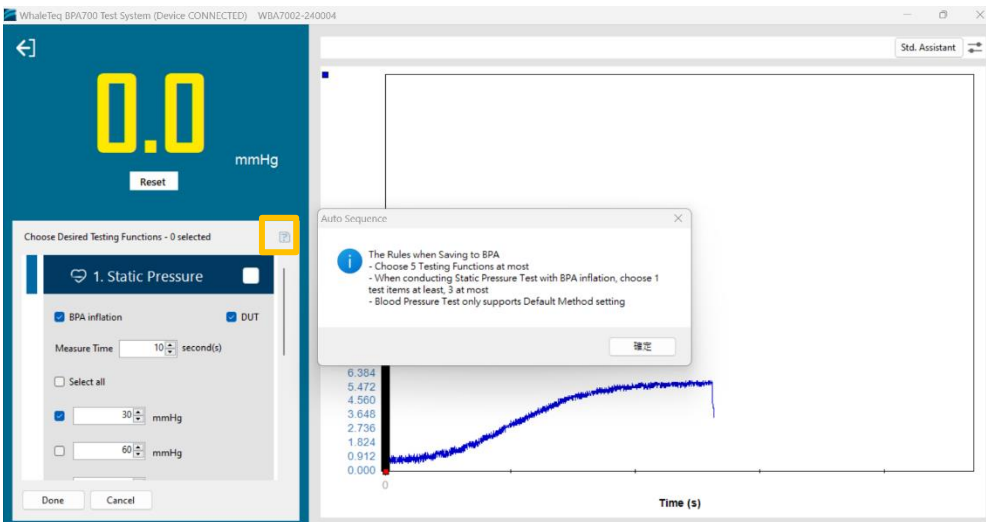 WhaleTeq BPA700 Test System (Device CONNECTED) WBA7002-240004
Std. Assistant
0.0
mmHg
Reset
Choose Desired Testing Functions - 0 selected
1. Static Pressure
BPA inflation
DUT
Measure Time 10 second(s)
Select all
30 mmHg
60 mmHg
Done Cancel
Auto Sequence
The Rules when Saving to BPA
- Choose 5 Testing Functions at most
- When conducting Static Pressure Test with BPA inflation, choose 1
test items at least, 3 at most
- Blood Pressure Test only supports Default Method setting
確定
6.384
5.472
4.560
3.648
2.736
1.824
0.912
0.000
0
Time (s)